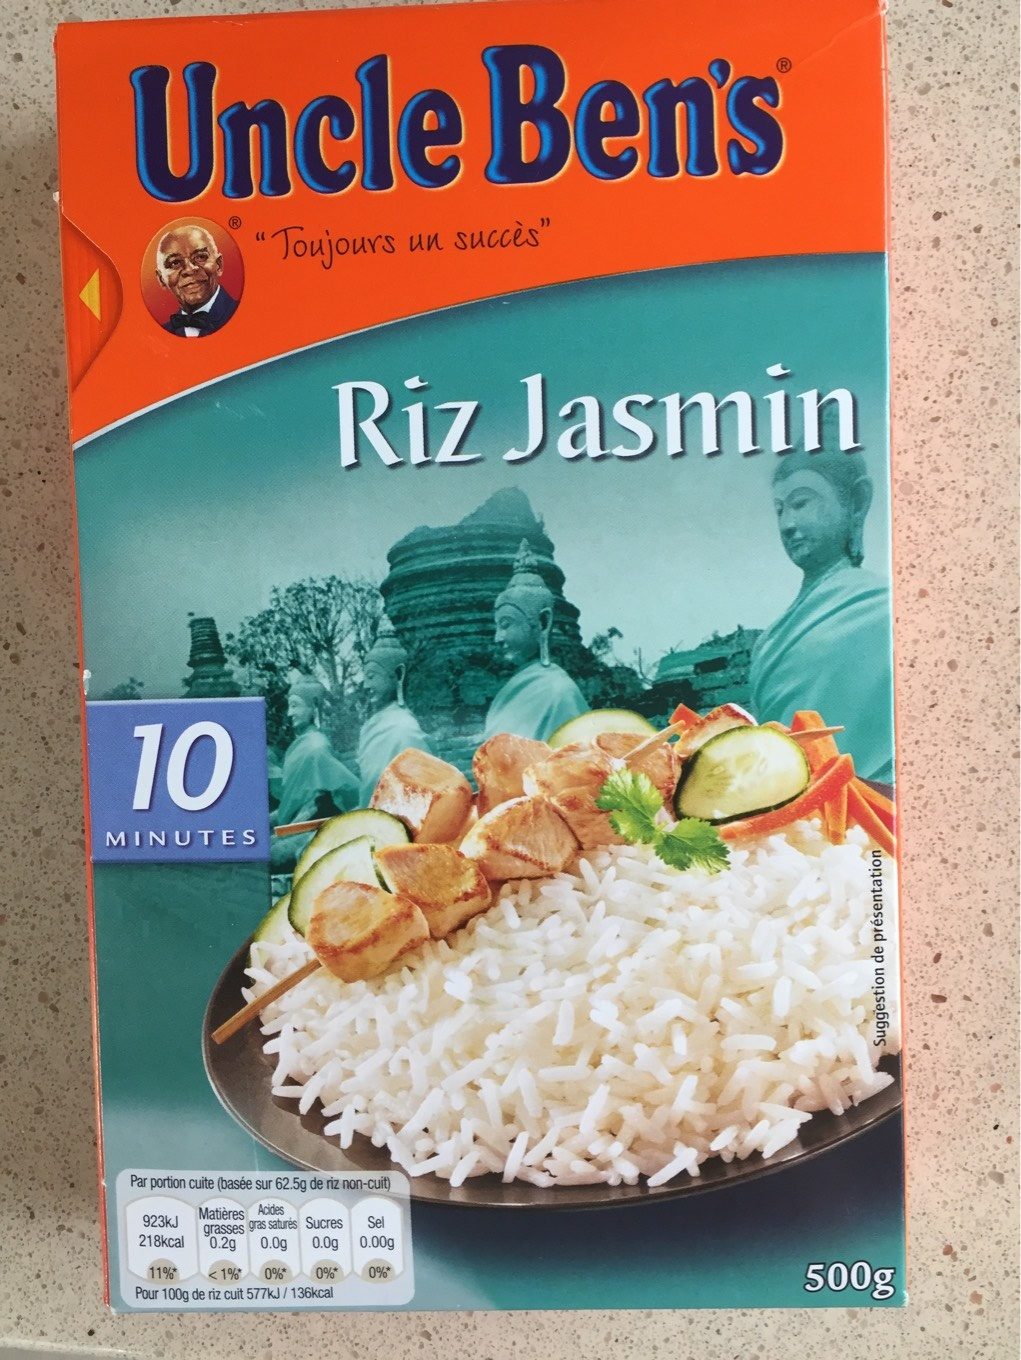 Uncle Ben's®
® "Toujours un succès"
Riz Jasmin
10
MINUTES
Suggestion de présentation
Par portion cuite (basée sur 62.5g de riz non-cuit)
923kJ
218kcal
11%*
Matières
grasses
0.2g
<1%*
Acides
gras saturés
0.0g
0%*
Sucres
0.0g
0%*
Sel
0.00g
0%*
Pour 100g de riz cuit 577kJ / 136kcal
500g